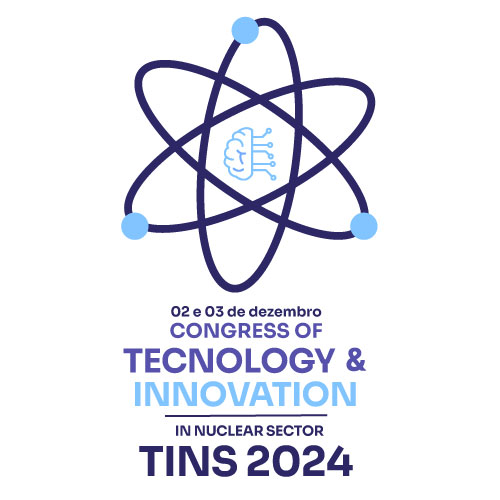 02 e 03 de dezembro
CONGRESS OF
TECNOLOGY &
INNOVATION
IN NUCLEAR SECTOR
TINS 2024